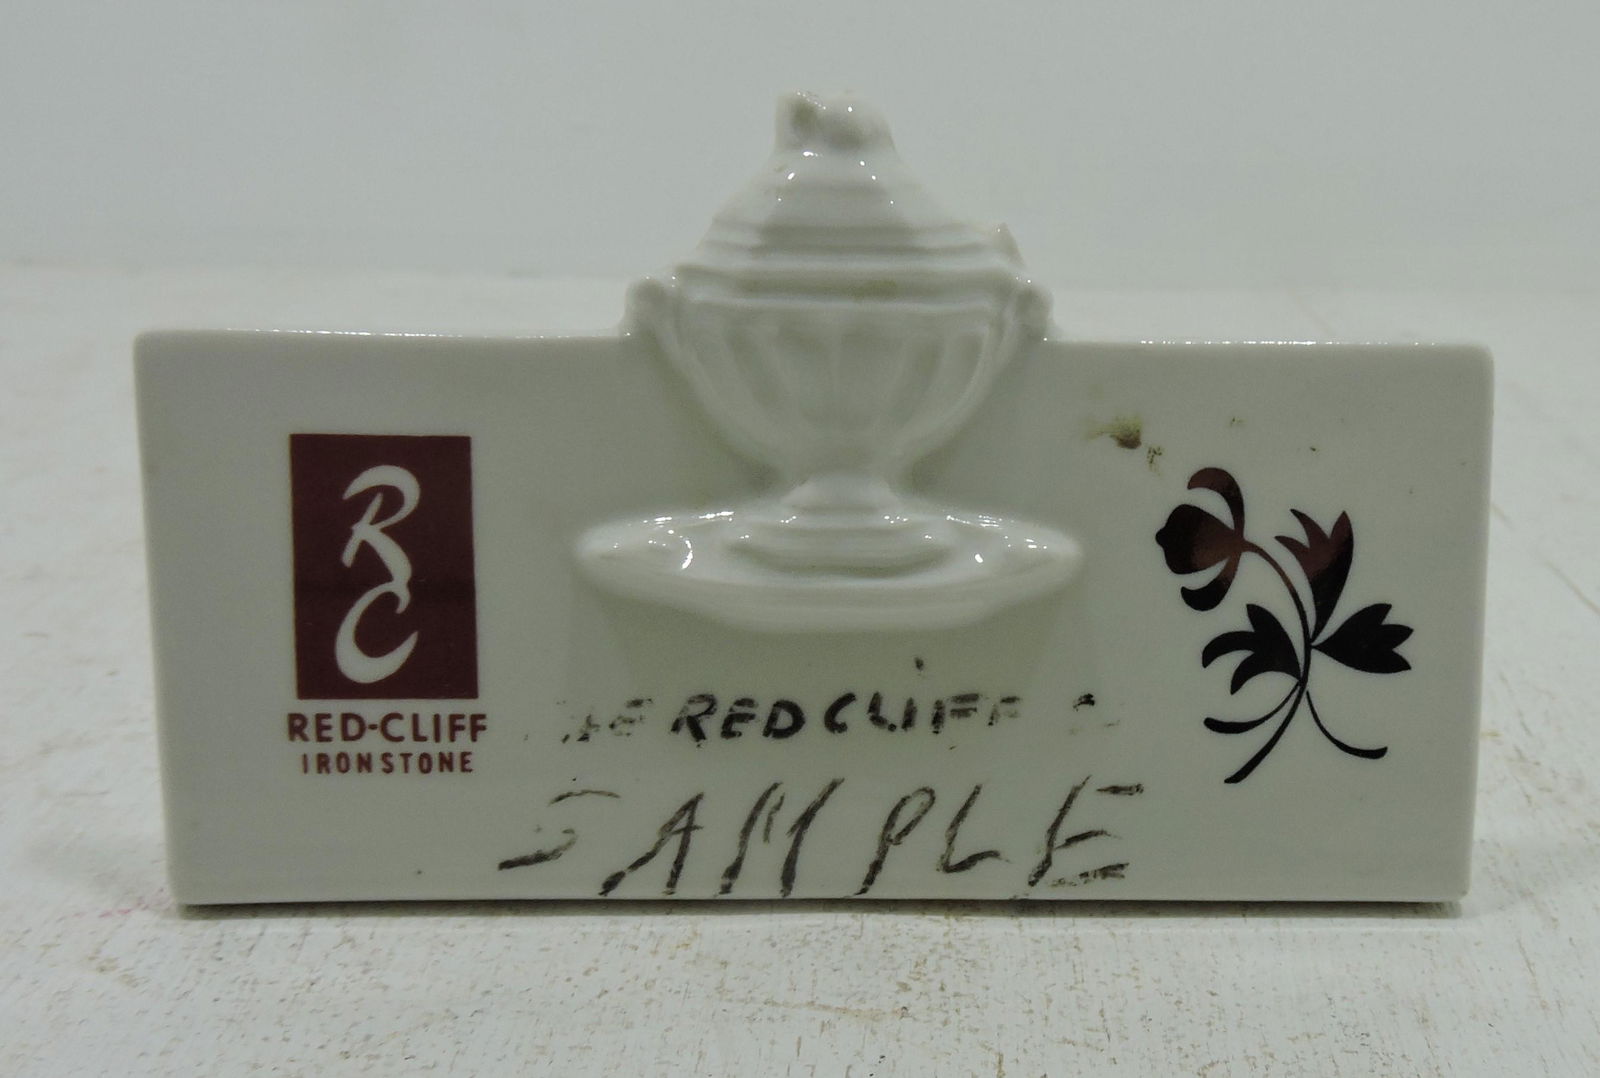 RC
RED-CLIFF
IRONSTONE
RED CLIFF
SAMPLE